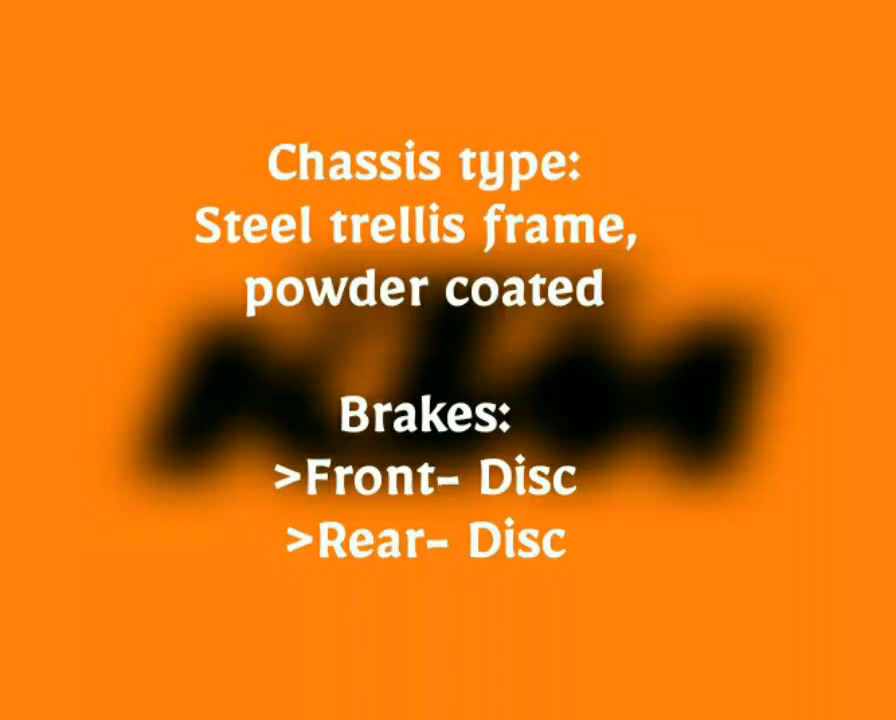 Chassis type:
Steel trellis frame,
powder coated
Brakes:
>Front- Disc
>Rear- Disc